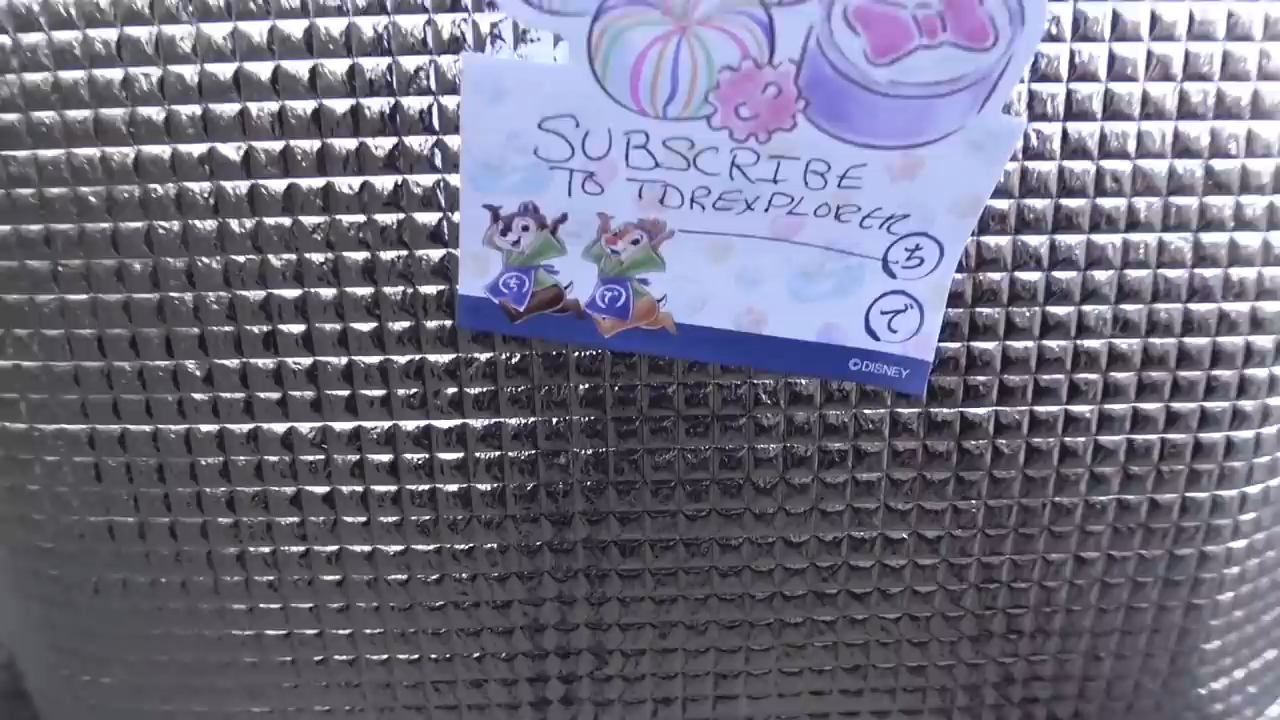 SUBSCRIBE
TO TDREXPLORER
ち
で
ち で
©DISNEY